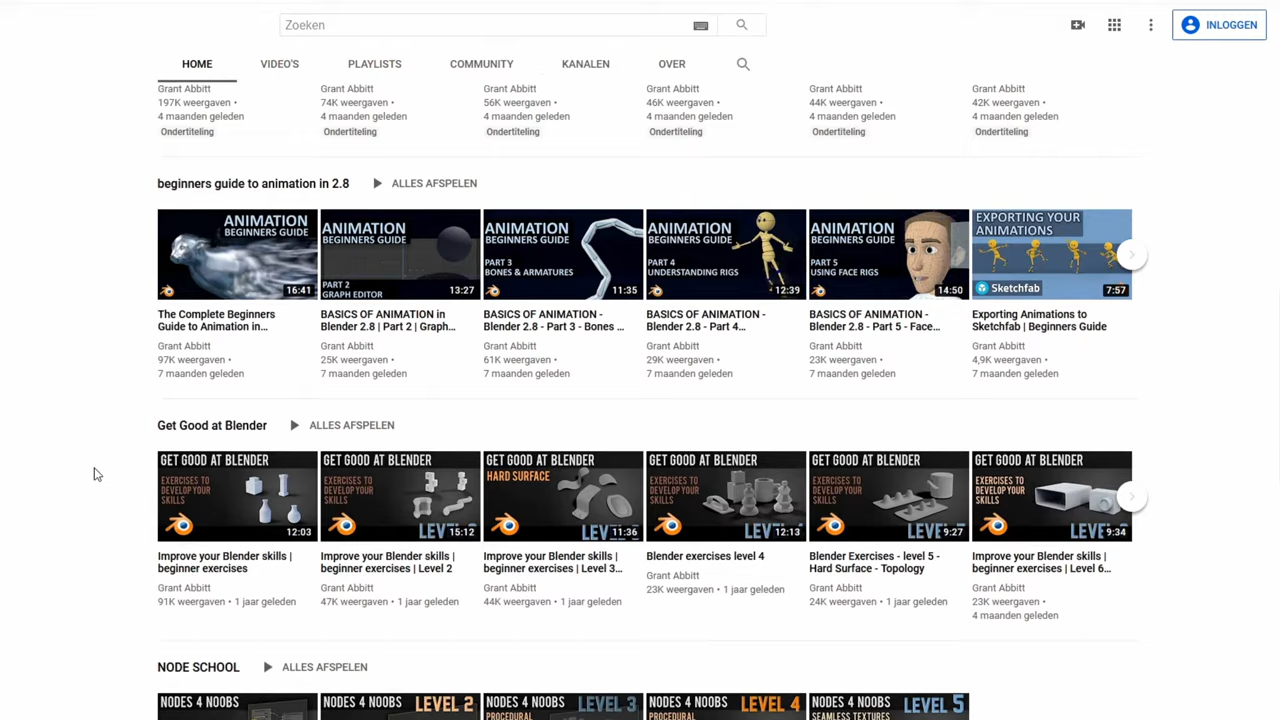 Zoeken
INLOGGEN
HOME VIDEO'S PLAYLISTS COMMUNITY KANALEN OVER
Grant Abbitt Grant Abbitt Grant Abbitt Grant Abbitt Grant Abbitt Grant Abbitt
197K weergaven • 74K weergaven • 56K weergaven • 46K weergaven • 44K weergaven • 42K weergaven •
4 maanden geleden 4 maanden geleden 4 maanden geleden 4 maanden geleden 4 maanden geleden 4 maanden geleden
Ondertiteling Ondertiteling Ondertiteling Ondertiteling Ondertiteling Ondertiteling
beginners guide to animation in 2.8 ALLES AFSPELEN
ANIMATION
BEGINNERS GUIDE
16:41
ANIMATION
BEGINNERS GUIDE
PART 2
GRAPH EDITOR
13:27
ANIMATION
BEGINNERS GUIDE
PART 3
BONES & ARMATURES
11:35
ANIMATION
BEGINNERS GUIDE
PART 4
UNDERSTANDING RIGS
12:39
ANIMATION
BEGINNERS GUIDE
PART 5
USING FACE RIGS
14:50
EXPORTING YOUR
ANIMATIONS
Sketchfab
7:57
The Complete Beginners
Guide to Animation in...
Grant Abbitt
97K weergaven •
7 maanden geleden
BASICS OF ANIMATION in
Blender 2.8 | Part 2 | Graph...
Grant Abbitt
25K weergaven •
7 maanden geleden
BASICS OF ANIMATION -
Blender 2.8 - Part 3 - Bones ...
Grant Abbitt
61K weergaven •
7 maanden geleden
BASICS OF ANIMATION -
Blender 2.8 - Part 4...
Grant Abbitt
29K weergaven •
7 maanden geleden
BASICS OF ANIMATION -
Blender 2.8 - Part 5 - Face...
Grant Abbitt
23K weergaven •
7 maanden geleden
Exporting Animations to
Sketchfab | Beginners Guide
Grant Abbitt
4,9K weergaven •
7 maanden geleden
Get Good at Blender ALLES AFSPELEN
GET GOOD AT BLENDER
EXERCISES TO
DEVELOP YOUR
SKILLS
12:03
GET GOOD AT BLENDER
EXERCISES TO
DEVELOP YOUR
SKILLS
LEVEL
15:12
GET GOOD AT BLENDER
HARD SURFACE
LEVEL
11:36
GET GOOD AT BLENDER
EXERCISES TO
DEVELOP YOUR
SKILLS
LEVEL
12:13
GET GOOD AT BLENDER
EXERCISES TO
DEVELOP YOUR
SKILLS
LEVEL
9:27
GET GOOD AT BLENDER
EXERCISES TO
DEVELOP YOUR
SKILLS
LEVEL
9:34
Improve your Blender skills |
beginner exercises
Grant Abbitt
91K weergaven • 1 jaar geleden
Improve your Blender skills |
beginner exercises | Level 2
Grant Abbitt
47K weergaven • 1 jaar geleden
Improve your Blender skills |
beginner exercises | Level 3...
Grant Abbitt
44K weergaven • 1 jaar geleden
Blender exercises level 4
Grant Abbitt
23K weergaven • 1 jaar geleden
Blender Exercises - level 5 -
Hard Surface - Topology
Grant Abbitt
24K weergaven • 1 jaar geleden
Improve your Blender skills |
beginner exercises | Level 6...
Grant Abbitt
23K weergaven •
4 maanden geleden
NODE SCHOOL ALLES AFSPELEN
NODES 4 NOOBS
NODES 4 NOOBS LEVEL 2
NODES 4 NOOBS LEVEL 3
PROCEDURAL
NODES 4 NOOBS LEVEL 4
PROCEDURAL
NODES 4 NOOBS LEVEL 5
SEAMLESS TEXTURES